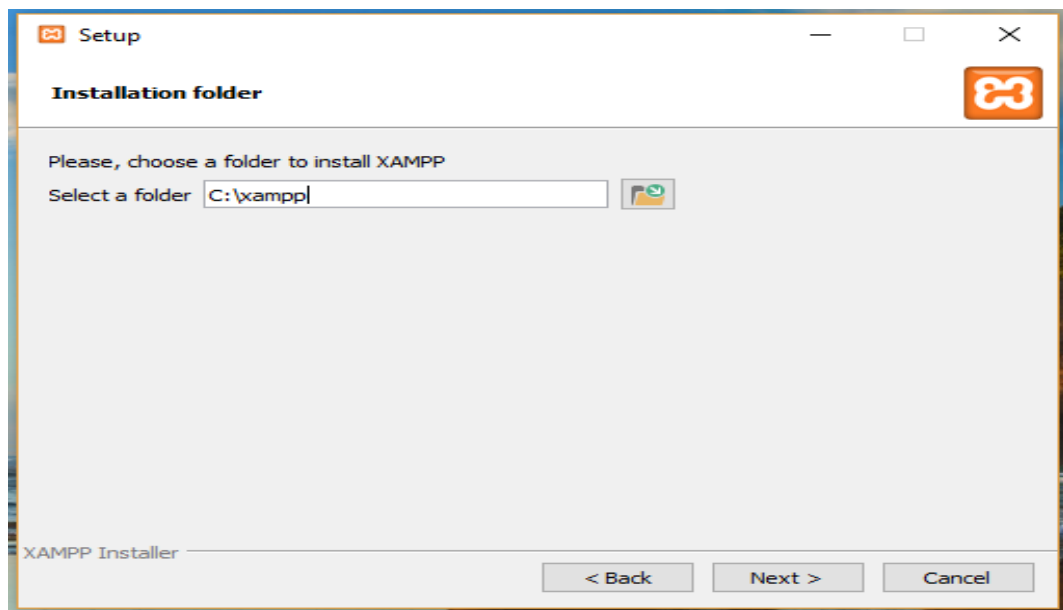 Setup
Installation folder
Please, choose a folder to install XAMPP
Select a folder C:\xampp
XAMPP Installer
< Back Next > Cancel